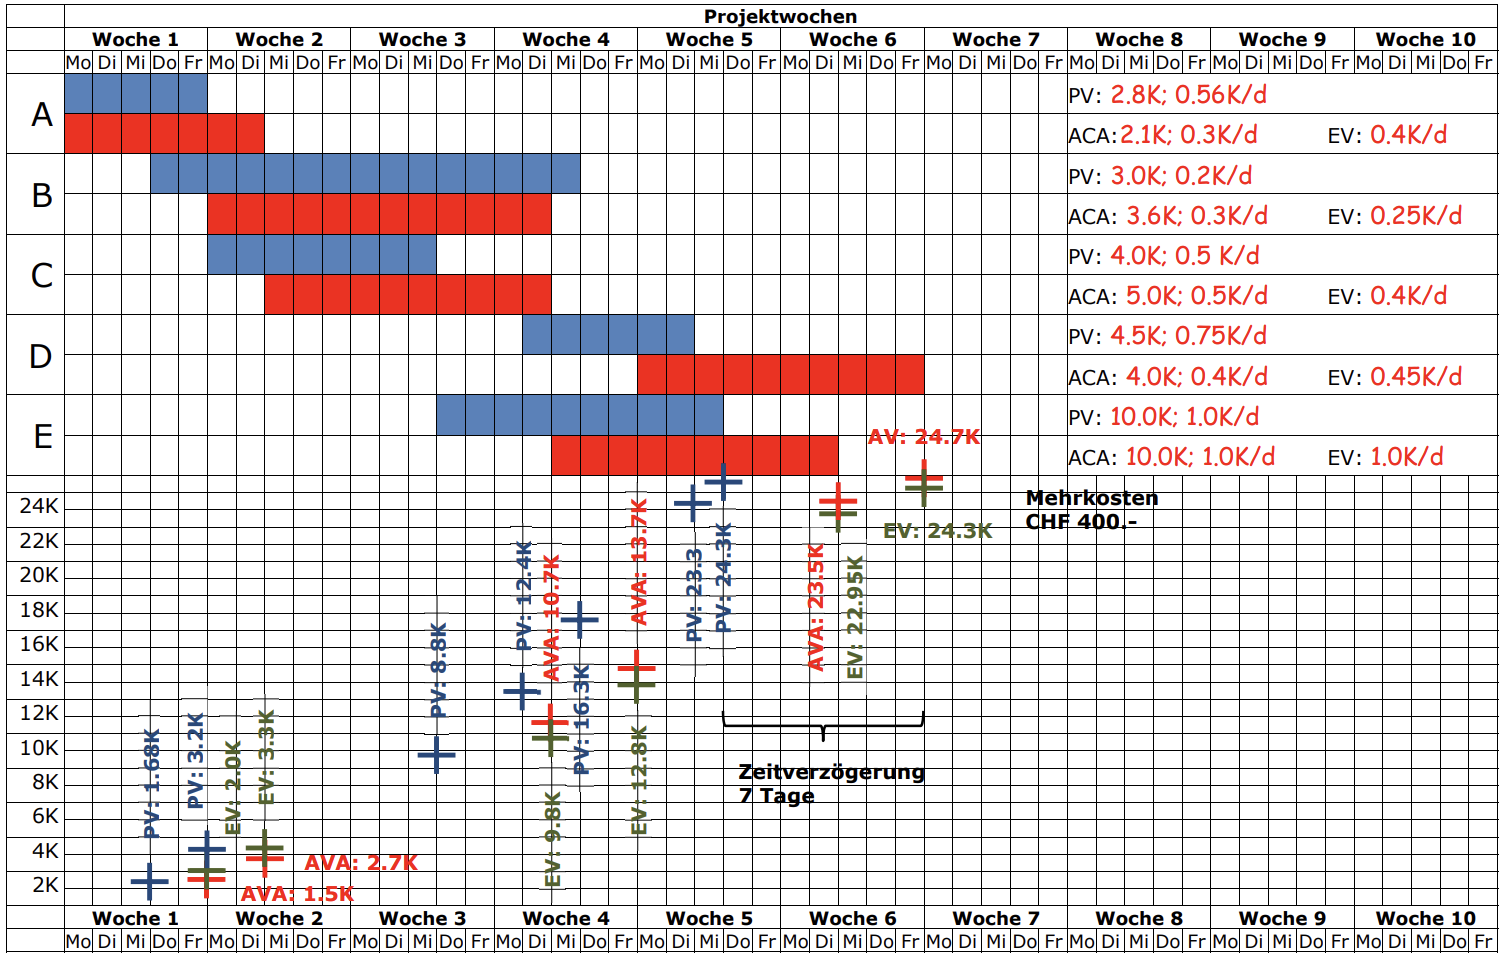 Projektwochen
Woche 1 Woche 2 Woche 3 Woche 4 Woche 5 Woche 6 Woche 7 Woche 8 Woche 9 Woche 10
Mo Di Mi Do Fr Mo Di Mi Do Fr Mo Di Mi Do Fr Mo Di Mi Do Fr Mo Di Mi Do Fr Mo Di Mi Do Fr Mo Di Mi Do Fr Mo Di Mi Do Fr Mo Di Mi Do Fr Mo Di Mi Do Fr
A
PV: 2.8K; 0.56K/d
ACA: 2.1K; 0.3K/d EV: 0.4K/d
B
PV: 3.0K; 0.2K/d
ACA: 3.6K; 0.3K/d EV: 0.25K/d
C
PV: 4.0K; 0.5 K/d
ACA: 5.0K; 0.5K/d EV: 0.4K/d
D
PV: 4.5K; 0.75K/d
ACA: 4.0K; 0.4K/d EV: 0.45K/d
E
PV: 10.0K; 1.0K/d
ACA: 10.0K; 1.0K/d EV: 1.0K/d
AV: 24.7K
Mehrkosten
CHF 400.-
EV: 24.3K
24K
22K
20K
18K
16K
14K
12K
10K
8K
6K
4K
2K
PV: 1.68K
PV: 3.2K
EV: 2.0K
EV: 3.3K
AVA: 2.7K
AVA: 1.5K
PV: 8.8K
PV: 12.4K
AVA: 10.7K
EV: 9.8K
PV: 16.3K
AVA: 13.7K
EV: 12.8K
PV: 23.3
PV: 24.3K
AVA: 23.5K
EV: 22.95K
Zeitverzögerung
7 Tage
Woche 1 Woche 2 Woche 3 Woche 4 Woche 5 Woche 6 Woche 7 Woche 8 Woche 9 Woche 10
Mo Di Mi Do Fr Mo Di Mi Do Fr Mo Di Mi Do Fr Mo Di Mi Do Fr Mo Di Mi Do Fr Mo Di Mi Do Fr Mo Di Mi Do Fr Mo Di Mi Do Fr Mo Di Mi Do Fr Mo Di Mi Do Fr